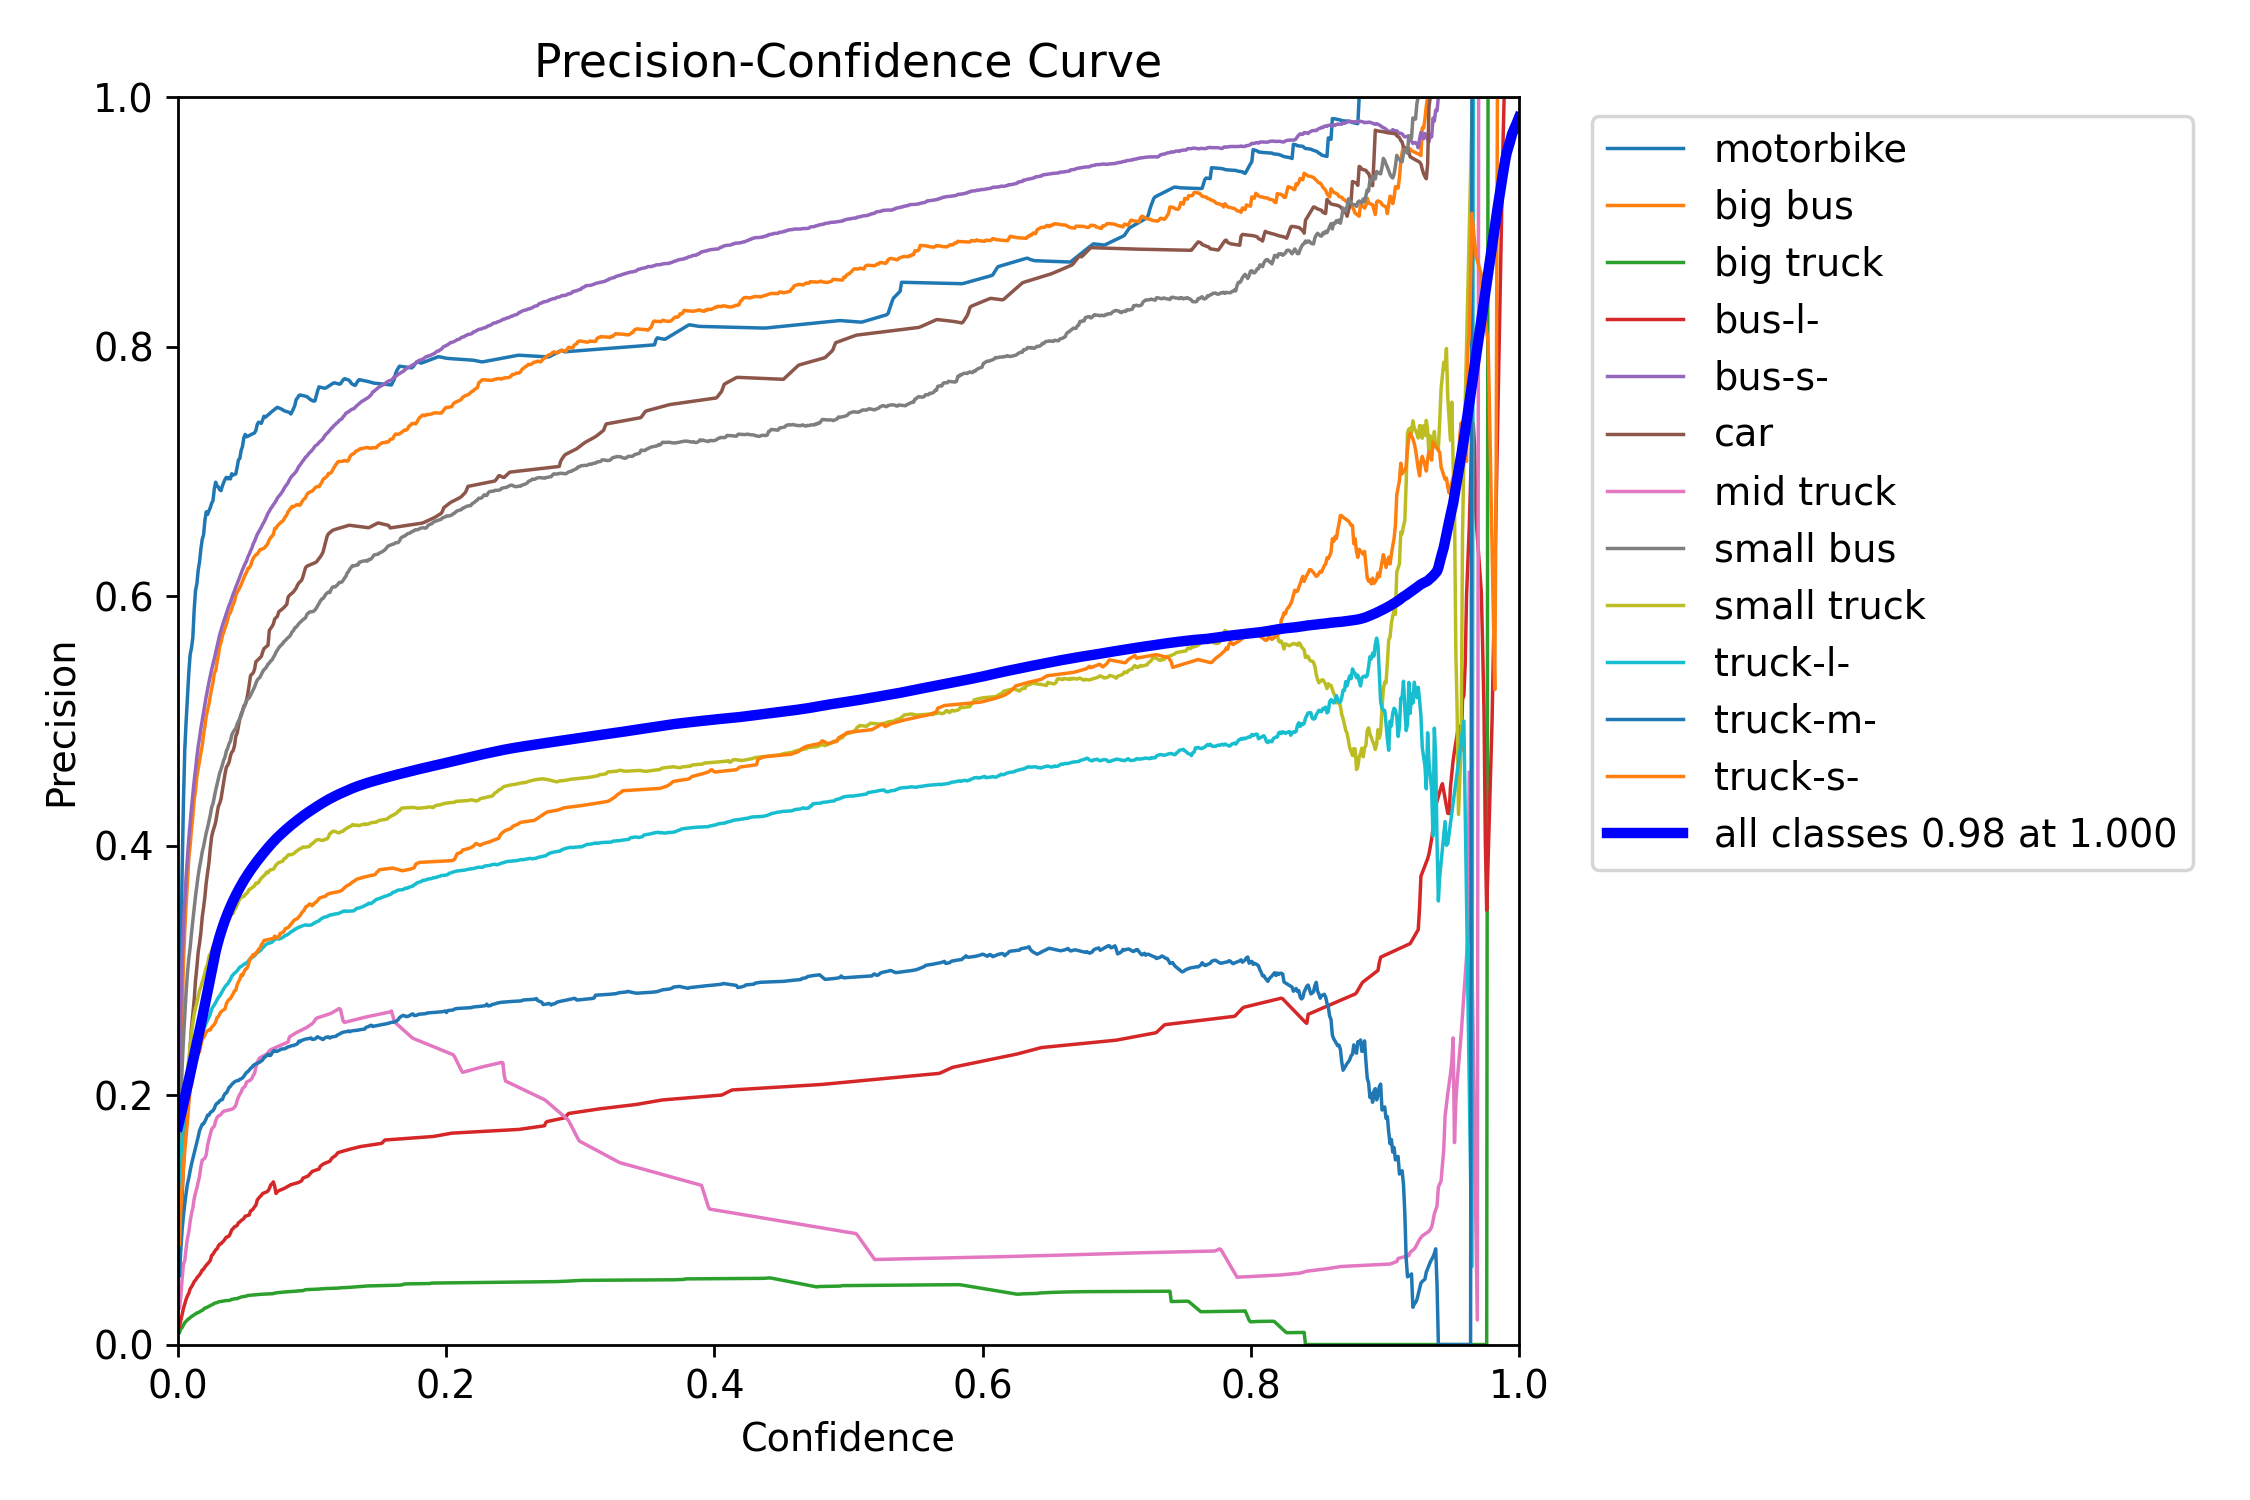 Precision-Confidence Curve
1.0
0.8
0.6
0.4
0.2
0.0
Precision
0.0 0.2 0.4 0.6 0.8 1.0
Confidence
motorbike
big bus
big truck
bus-l-
bus-s-
car
mid truck
small bus
small truck
truck-l-
truck-m-
truck-s-
all classes 0.98 at 1.000